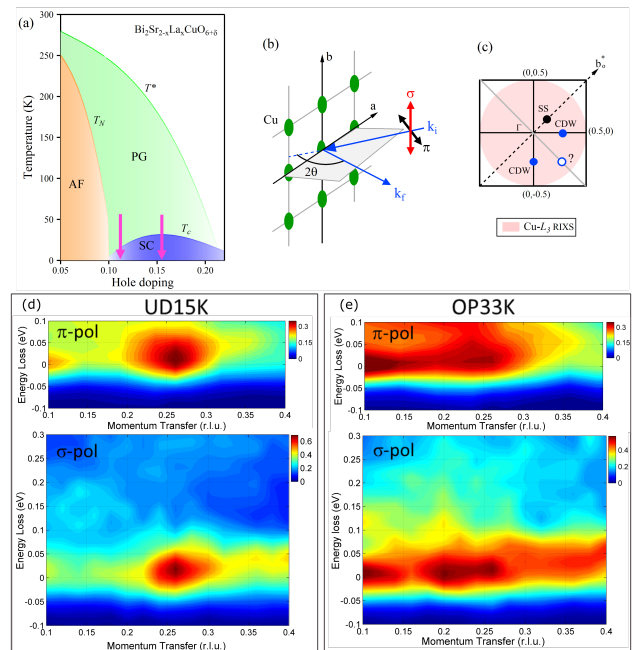 (a)
Bi2Sr2-xLaxCuO6+δ
Temperature (K)
300
250
200
150
100
50
0
T*
TN
PG
AF
SC
Tc
0.05 0.10 0.15 0.20
Hole doping
(b)
b
a
Cu
σ
ki
π
2θ
kf
(c)
(0,0.5)
b*a
SS
CDW
Γ
(0.5,0)
CDW
?
(0,-0.5)
Cu-L3 RIXS
(d) UD15K
π-pol
Energy Loss (eV)
0.1
0.05
0
-0.05
-0.1
0.1 0.15 0.2 0.25 0.3 0.35 0.4
Momentum Transfer (r.l.u.)
0.3
0.15
0
σ-pol
Energy Loss (eV)
0.3
0.25
0.2
0.15
0.1
0.05
0
-0.05
-0.1
0.1 0.15 0.2 0.25 0.3 0.35 0.4
Momentum Transfer (r.l.u.)
0.6
0.4
0.2
0
(e) OP33K
π-pol
Energy Loss (eV)
0.1
0.05
0
-0.05
-0.1
0.1 0.15 0.2 0.25 0.3 0.35 0.4
Momentum Transfer (r.l.u.)
0.3
0.15
0
σ-pol
Energy loss (eV)
0.3
0.25
0.2
0.15
0.1
0.05
0
-0.05
-0.1
0.1 0.15 0.2 0.25 0.3 0.35 0.4
Momentum Transfer (r.l.u.)
0.4
0.2
0